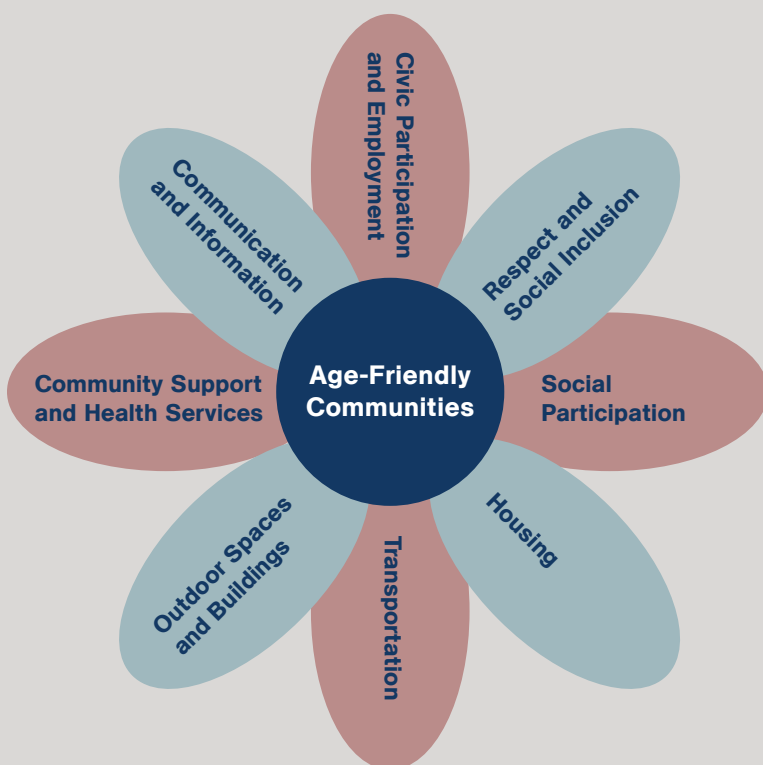 Civic Participation
and Employment
Respect and
Social Inclusion
Social
Participation
Housing
Transportation
Outdoor Spaces
and Buildings
Community Support
and Health Services
Communication
and Information
Age-Friendly
Communities